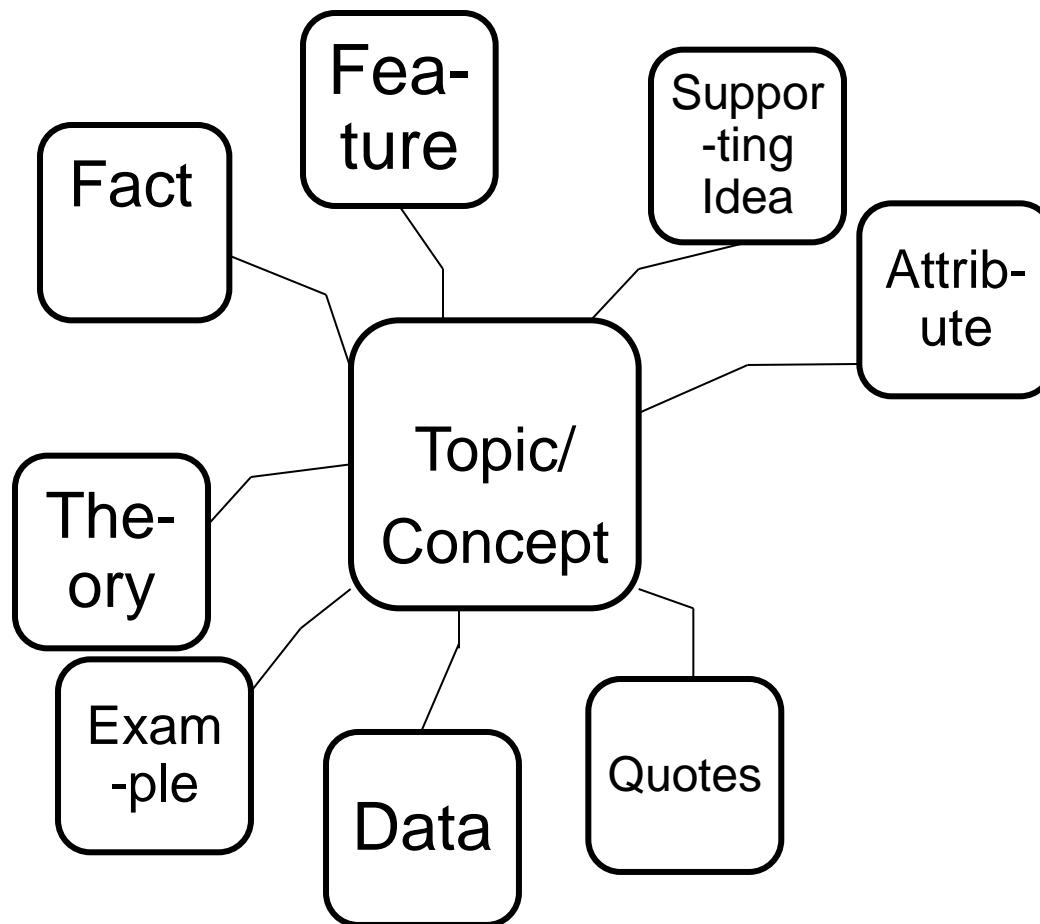 Fea-
ture
Suppor
-ting
Idea
Fact
Attrib-
ute
Topic/
Concept
The-
ory
Exam
-ple
Quotes
Data